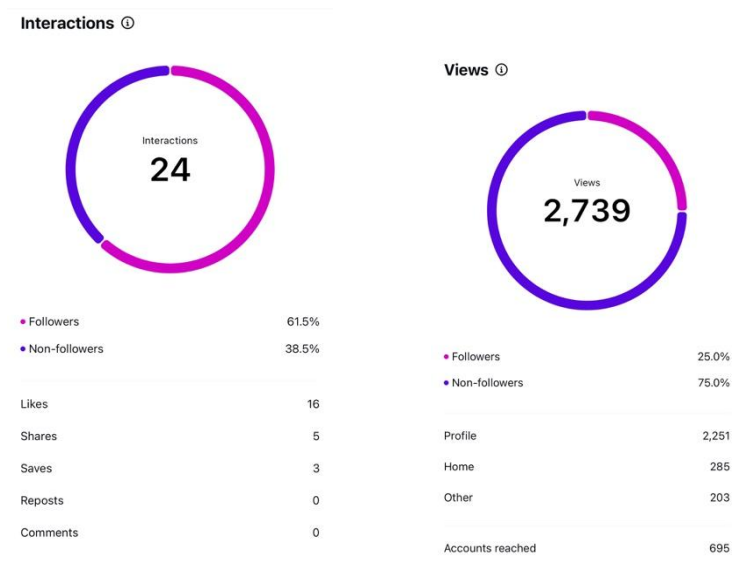 Interactions
Interactions
24
Followers 61.5%
Non-followers 38.5%
Likes 16
Shares 5
Saves 3
Reposts 0
Comments 0
Views
Views
2,739
Followers 25.0%
Non-followers 75.0%
Profile 2,251
Home 285
Other 203
Accounts reached 695